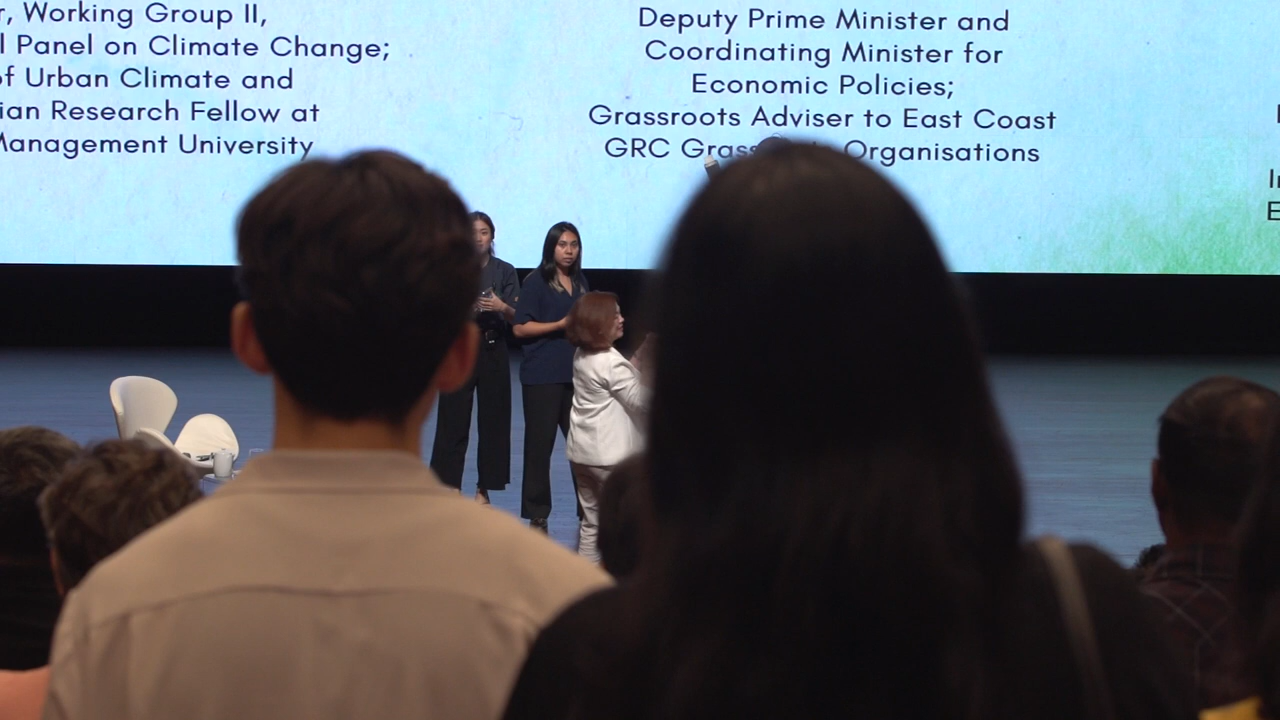 r, Working Group II,
l Panel on Climate Change;
of Urban Climate and
ian Research Fellow at
Management University
Deputy Prime Minister and
Coordinating Minister for
Economic Policies;
Grassroots Adviser to East Coast
GRC Organisations